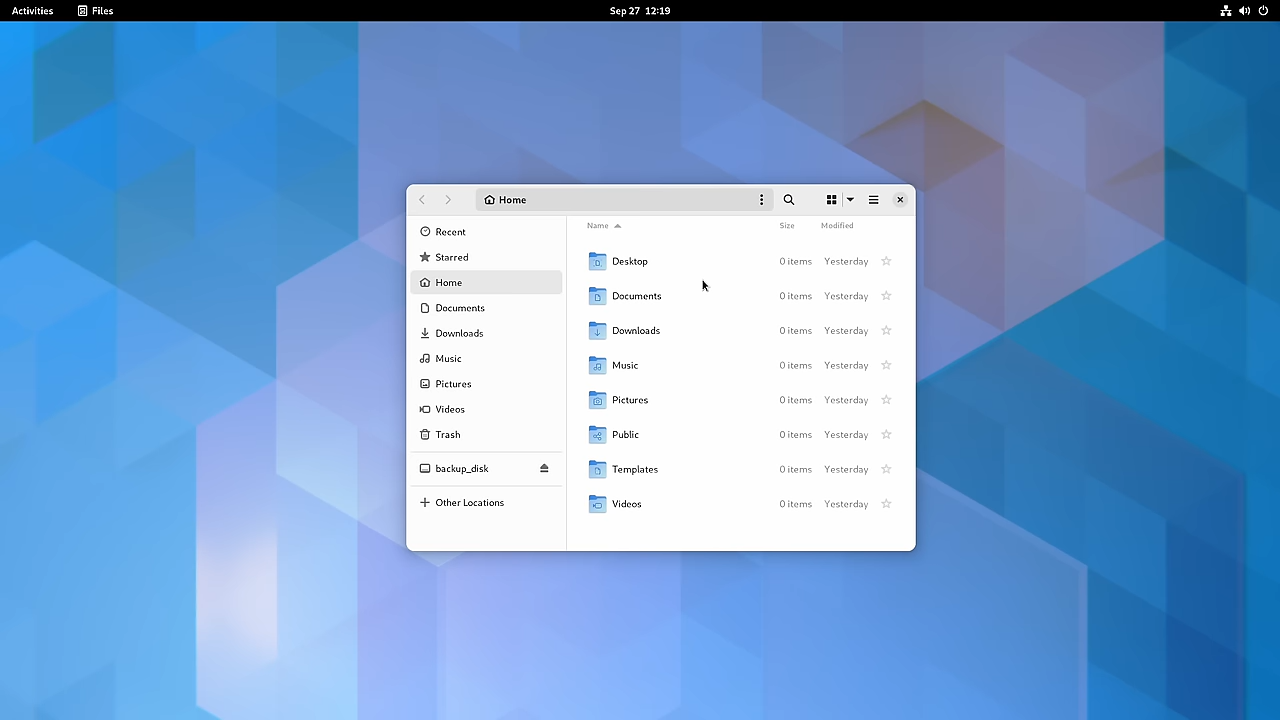 Activities Files Sep 27 12:19
Home
Name Size Modified
Recent
Starred
Home
Documents
Downloads
Music
Pictures
Videos
Trash
backup_disk
Other Locations
Desktop 0 items Yesterday
Documents 0 items Yesterday
Downloads 0 items Yesterday
Music 0 items Yesterday
Pictures 0 items Yesterday
Public 0 items Yesterday
Templates 0 items Yesterday
Videos 0 items Yesterday